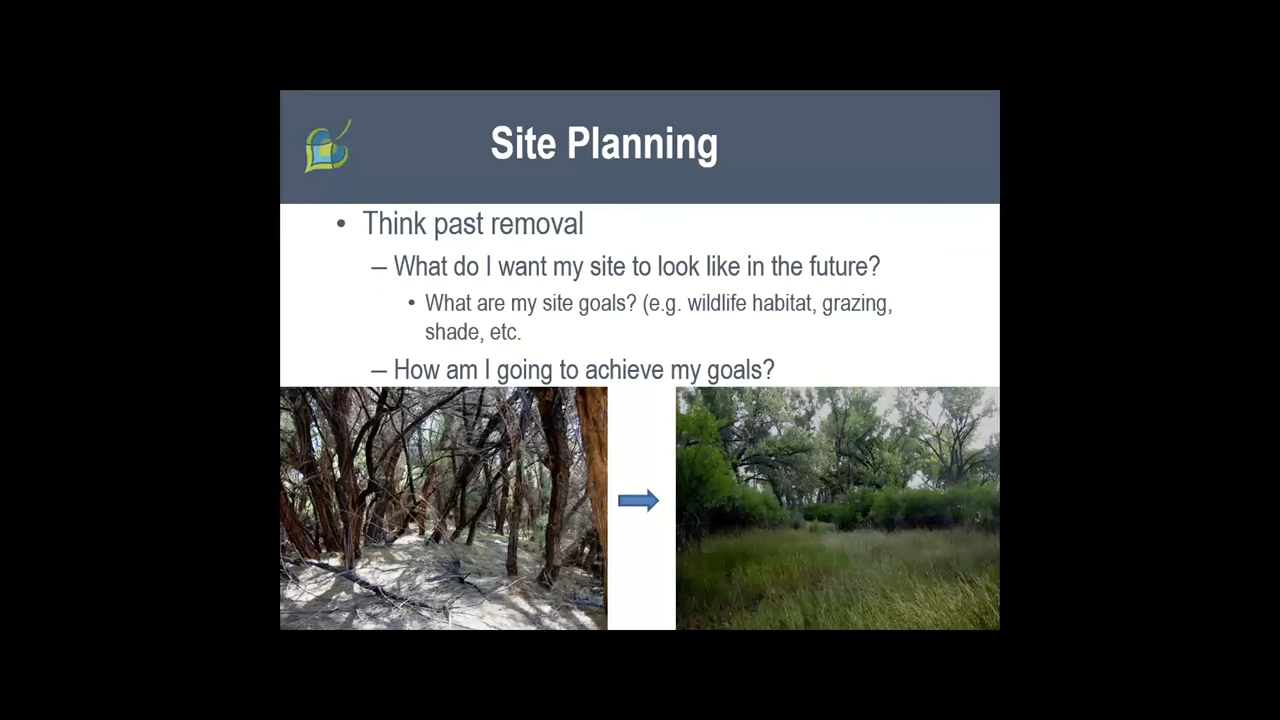 Site Planning
• Think past removal
– What do I want my site to look like in the future?
• What are my site goals? (e.g. wildlife habitat, grazing,
shade, etc.
– How am I going to achieve my goals?